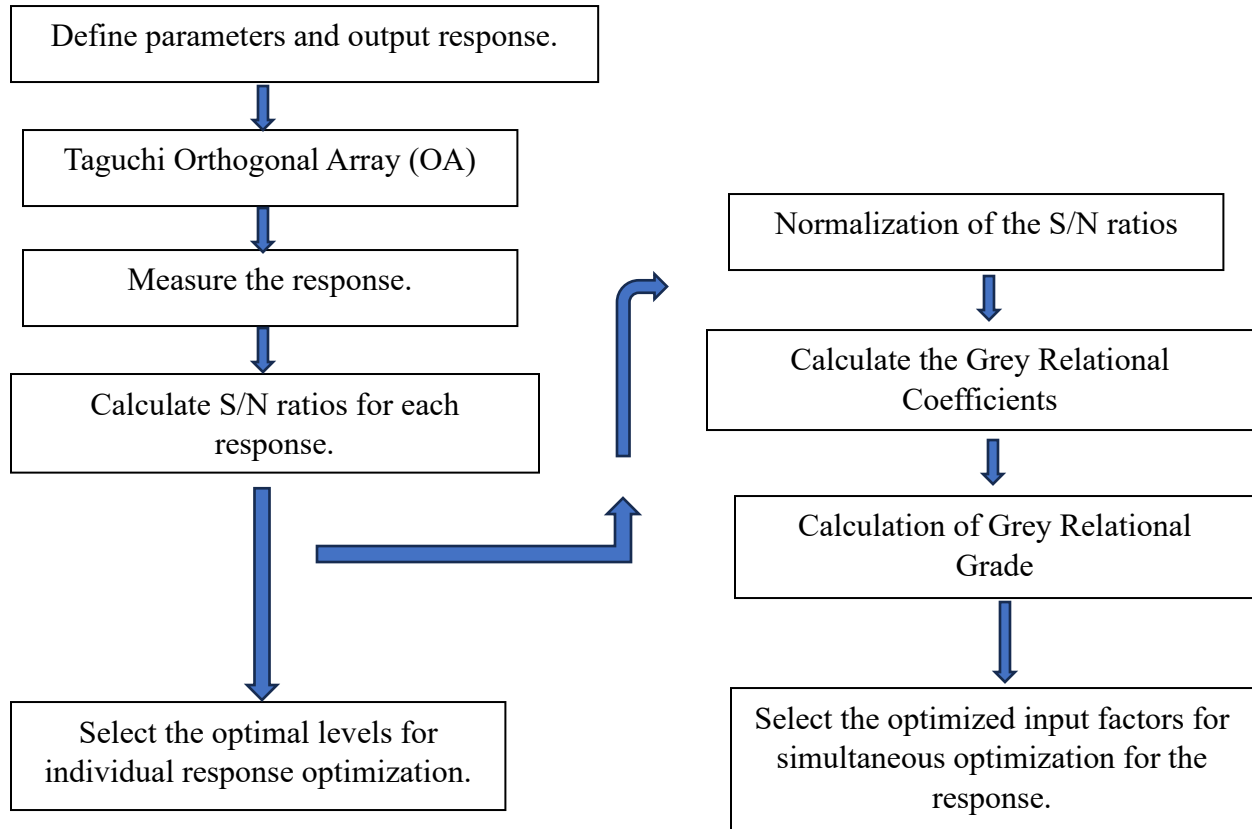 Define parameters and output response.
Taguchi Orthogonal Array (OA)
Measure the response.
Calculate S/N ratios for each
response.
Select the optimal levels for
individual response optimization.
Normalization of the S/N ratios
Calculate the Grey Relational
Coefficients
Calculation of Grey Relational
Grade
Select the optimized input factors for
simultaneous optimization for the
response.